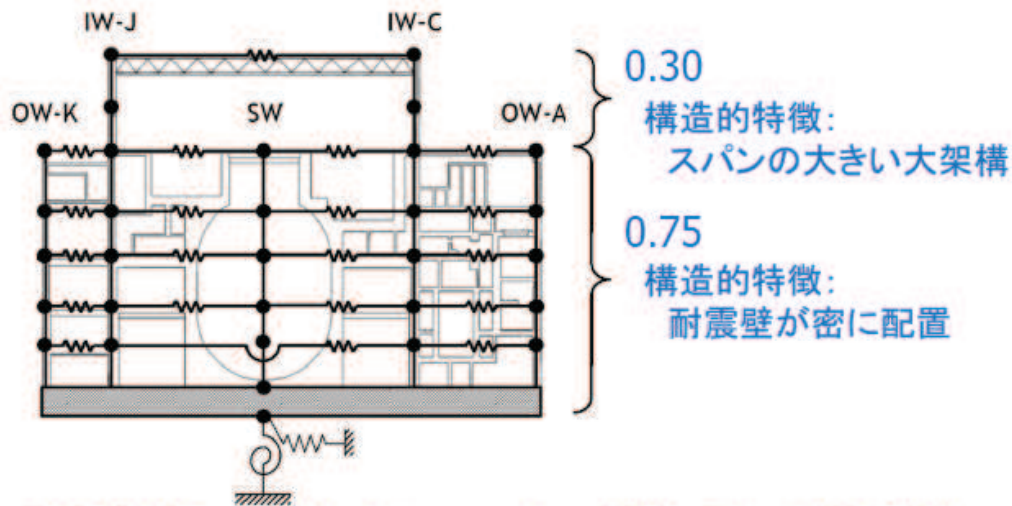 IW-J
IW-C
OW-K
SW
OW-A
0.30
構造的特徴:
スパンの大きい大架構
0.75
構造的特徴:
耐震壁が密に配置